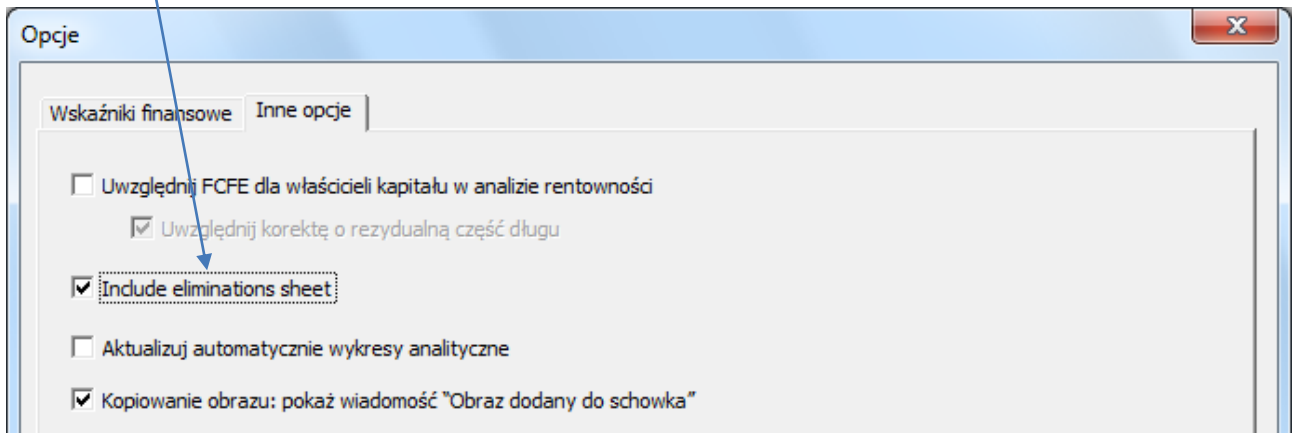 Opcje
Wskaźniki finansowe Inne opcje
Uwzględnij FCFE dla właścicieli kapitału w analizie rentowności
Uwzględnij korektę o rezydualną część długu
Include eliminations sheet
Aktualizuj automatycznie wykresy analityczne
Kopiowanie obrazu: pokaż wiadomość “Obraz dodany do schowka”